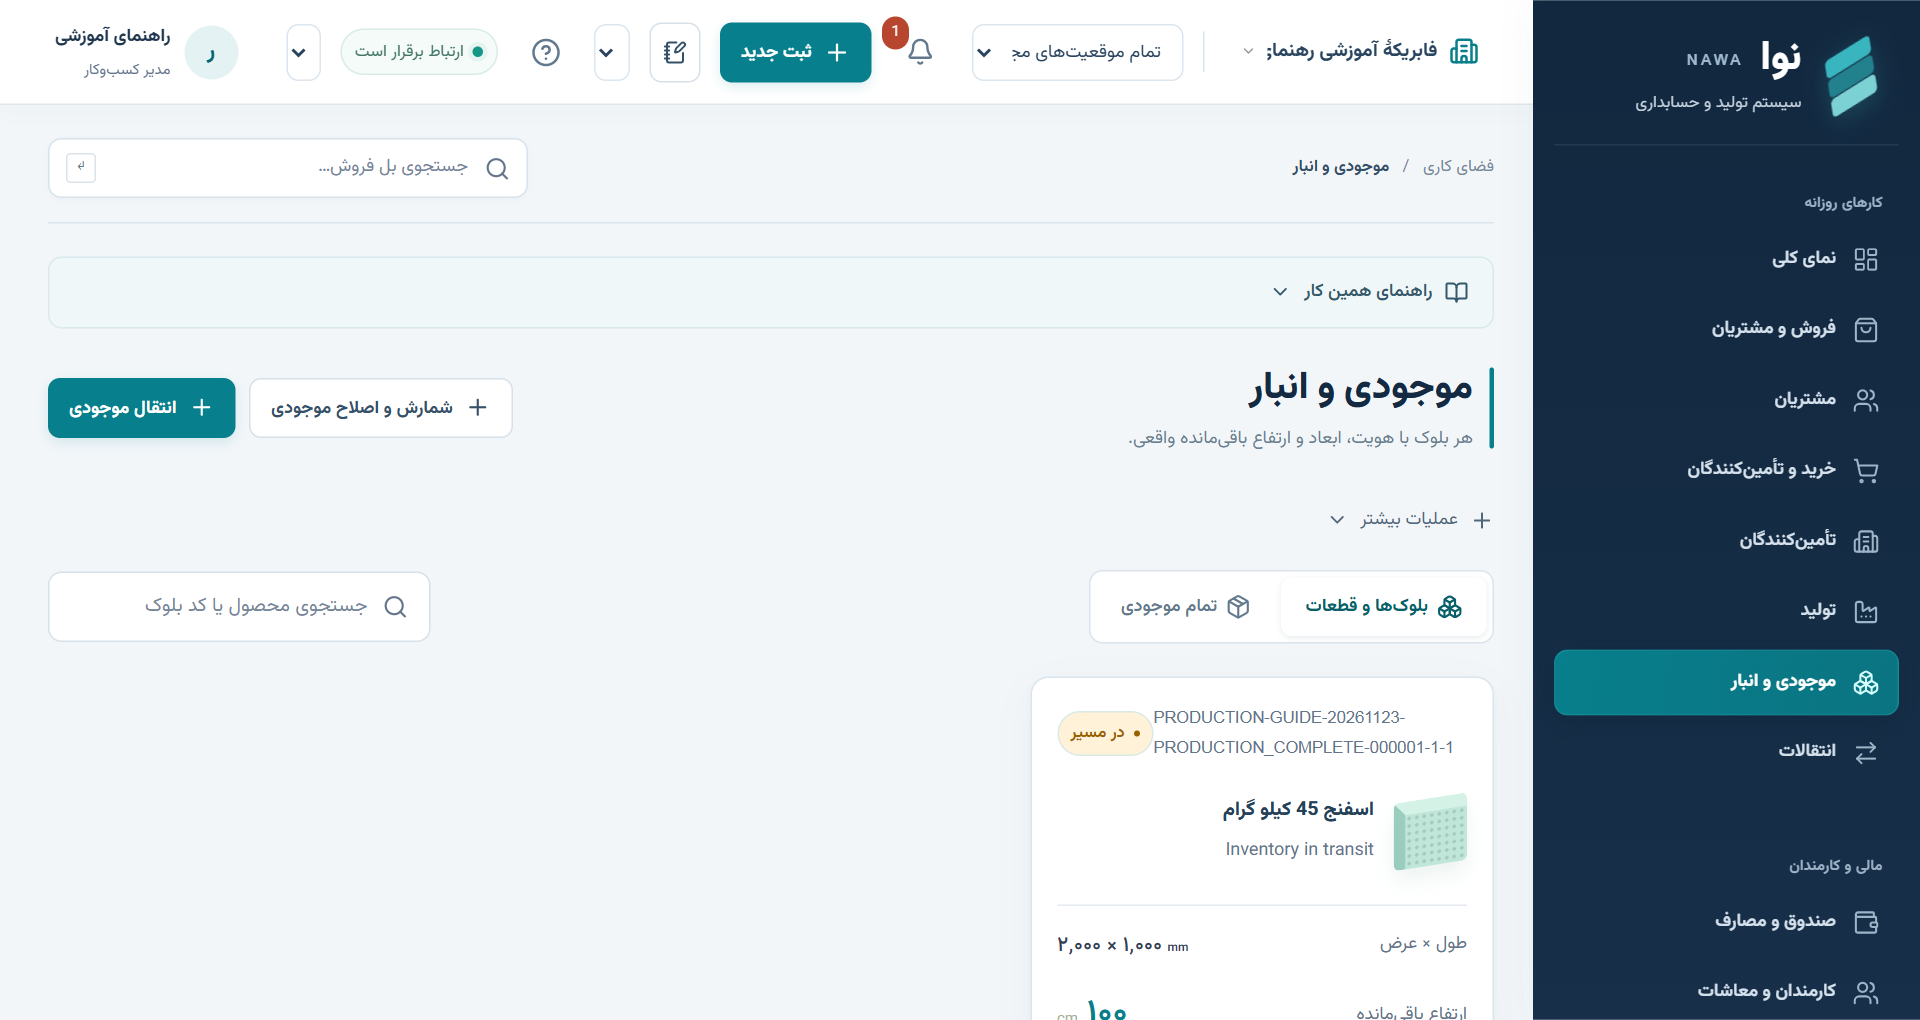 نوا NAWA
سیستم تولید و حسابداری
کارهای روزانه
نمای کلی
فروش و مشتریان
مشتریان
خرید و تأمین‌کنندگان
تأمین‌کنندگان
تولید
موجودی و انبار
انتقالات
مالی و کارمندان
صندوق و مصارف
کارمندان و معاشات
فابریکهٔ آموزشی رهنمای
تمام موقعیت‌های مج
1
ثبت جدید
ارتباط برقرار است
ر
راهنمای آموزشی
مدیر کسب‌وکار
فضای کاری / موجودی و انبار
جستجوی بل فروش...
راهنمای همین کار
موجودی و انبار
هر بلوک با هویت، ابعاد و ارتفاع باقی‌مانده واقعی.
شمارش و اصلاح موجودی
انتقال موجودی
عملیات بیشتر
بلوک‌ها و قطعات
تمام موجودی
جستجوی محصول یا کد بلوک
PRODUCTION-GUIDE-20261123-
PRODUCTION_COMPLETE-000001-1-1
در مسیر
اسفنج 45 کیلو گرام
Inventory in transit
طول × عرض
۲,۰۰۰ × ۱,۰۰۰ mm
ارتفاع باقی‌مانده
۱۰۰ cm